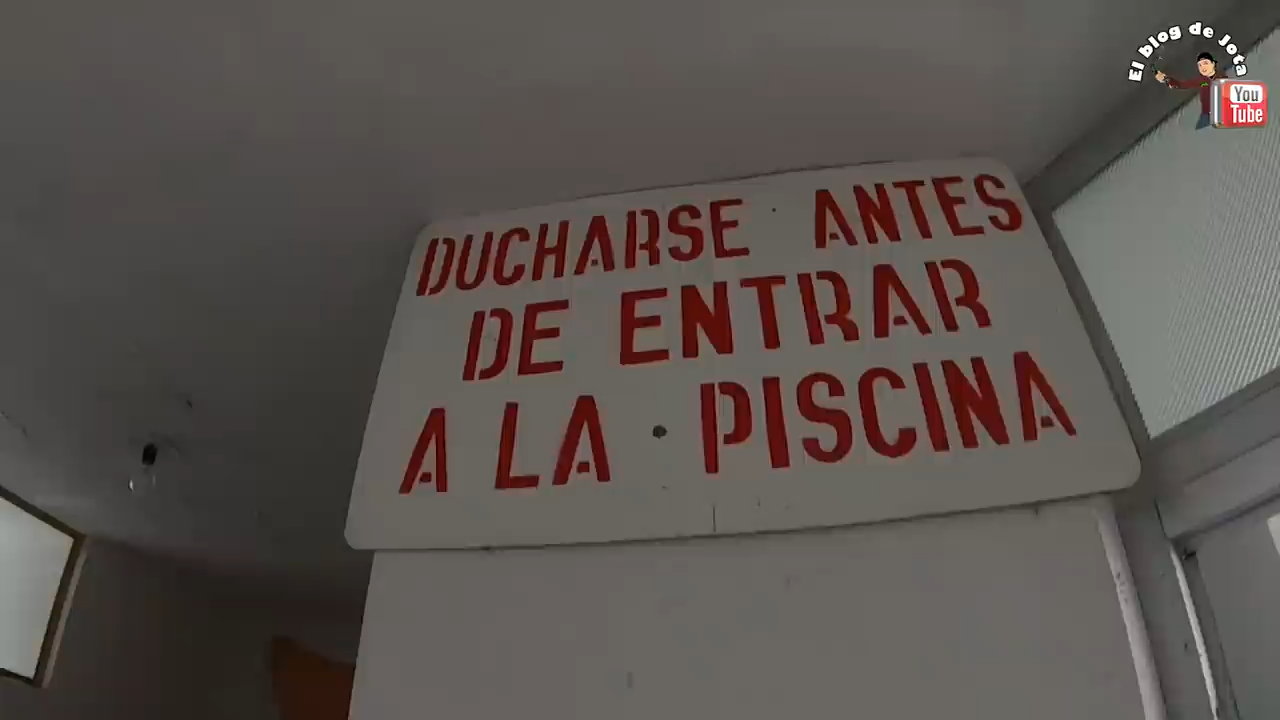 El blog de Jota
You
Tube
DUCHARSE ANTES
DE ENTRAR
A LA PISCINA